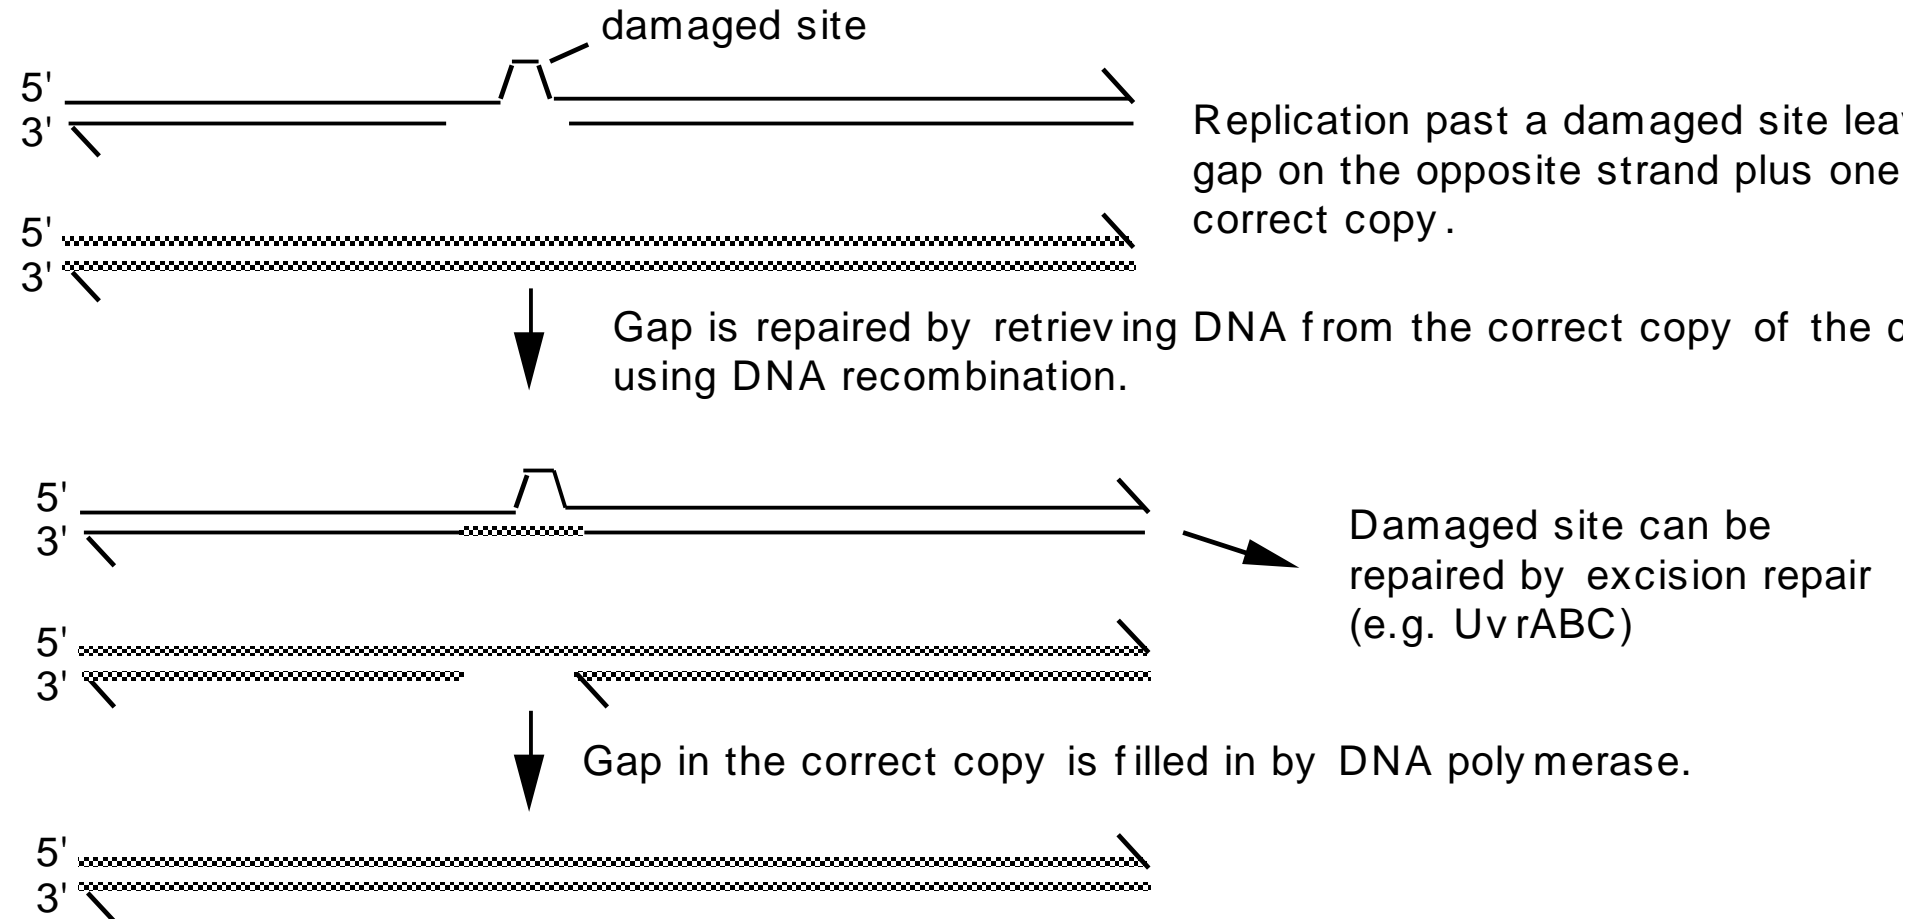 damaged site
5'
3'
Replication past a damaged site
gap on the opposite strand plus one
correct copy.
5'
3'
Gap is repaired by retrieving DNA from the correct copy of the
using DNA recombination.
5'
3'
Damaged site can be
repaired by excision repair
(e.g. UvrABC)
5'
3'
Gap in the correct copy is filled in by DNA polymerase.
5'
3'